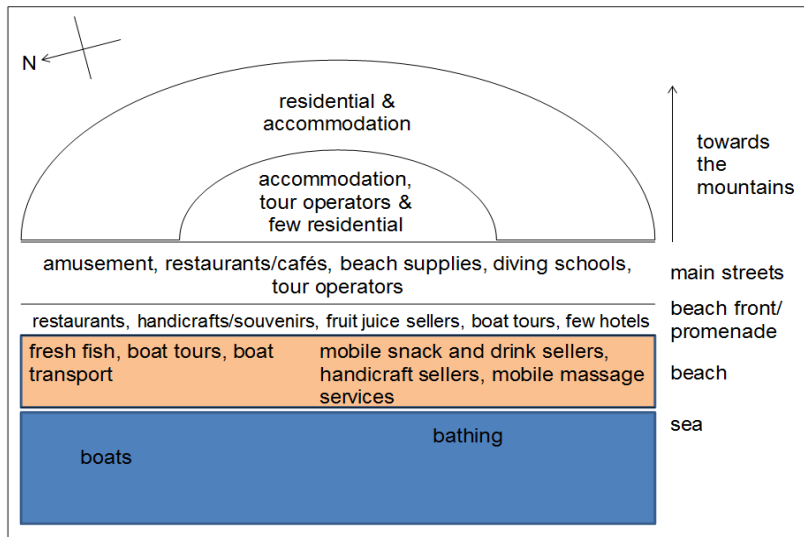 N
residential &
accommodation
towards
the
mountains
accommodation,
tour operators &
few residential
amusement, restaurants/cafés, beach supplies, diving schools,
tour operators
main streets
restaurants, handicrafts/souvenirs, fruit juice sellers, boat tours, few hotels
beach front/
promenade
fresh fish, boat tours, boat
transport
mobile snack and drink sellers,
handicraft sellers, mobile massage
services
beach
sea
bathing
boats